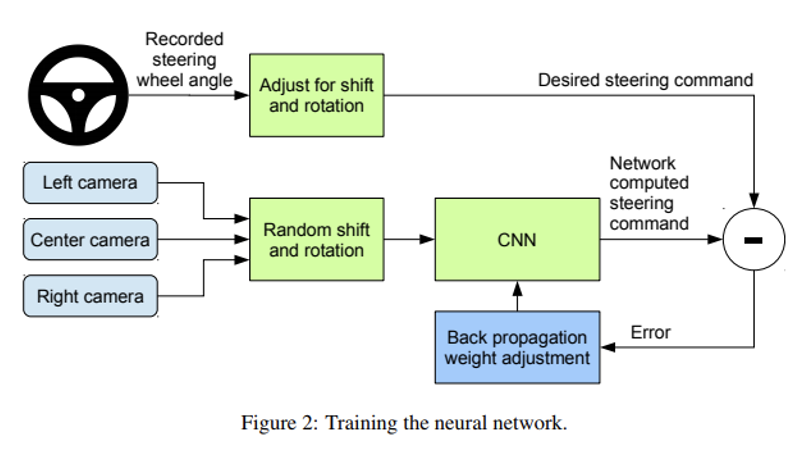 Recorded
steering
wheel angle
Adjust for shift
and rotation
Desired steering command
Left camera
Center camera
Right camera
Random shift
and rotation
CNN
Network
computed
steering
command
-
Back propagation
weight adjustment
Error
Figure 2: Training the neural network.